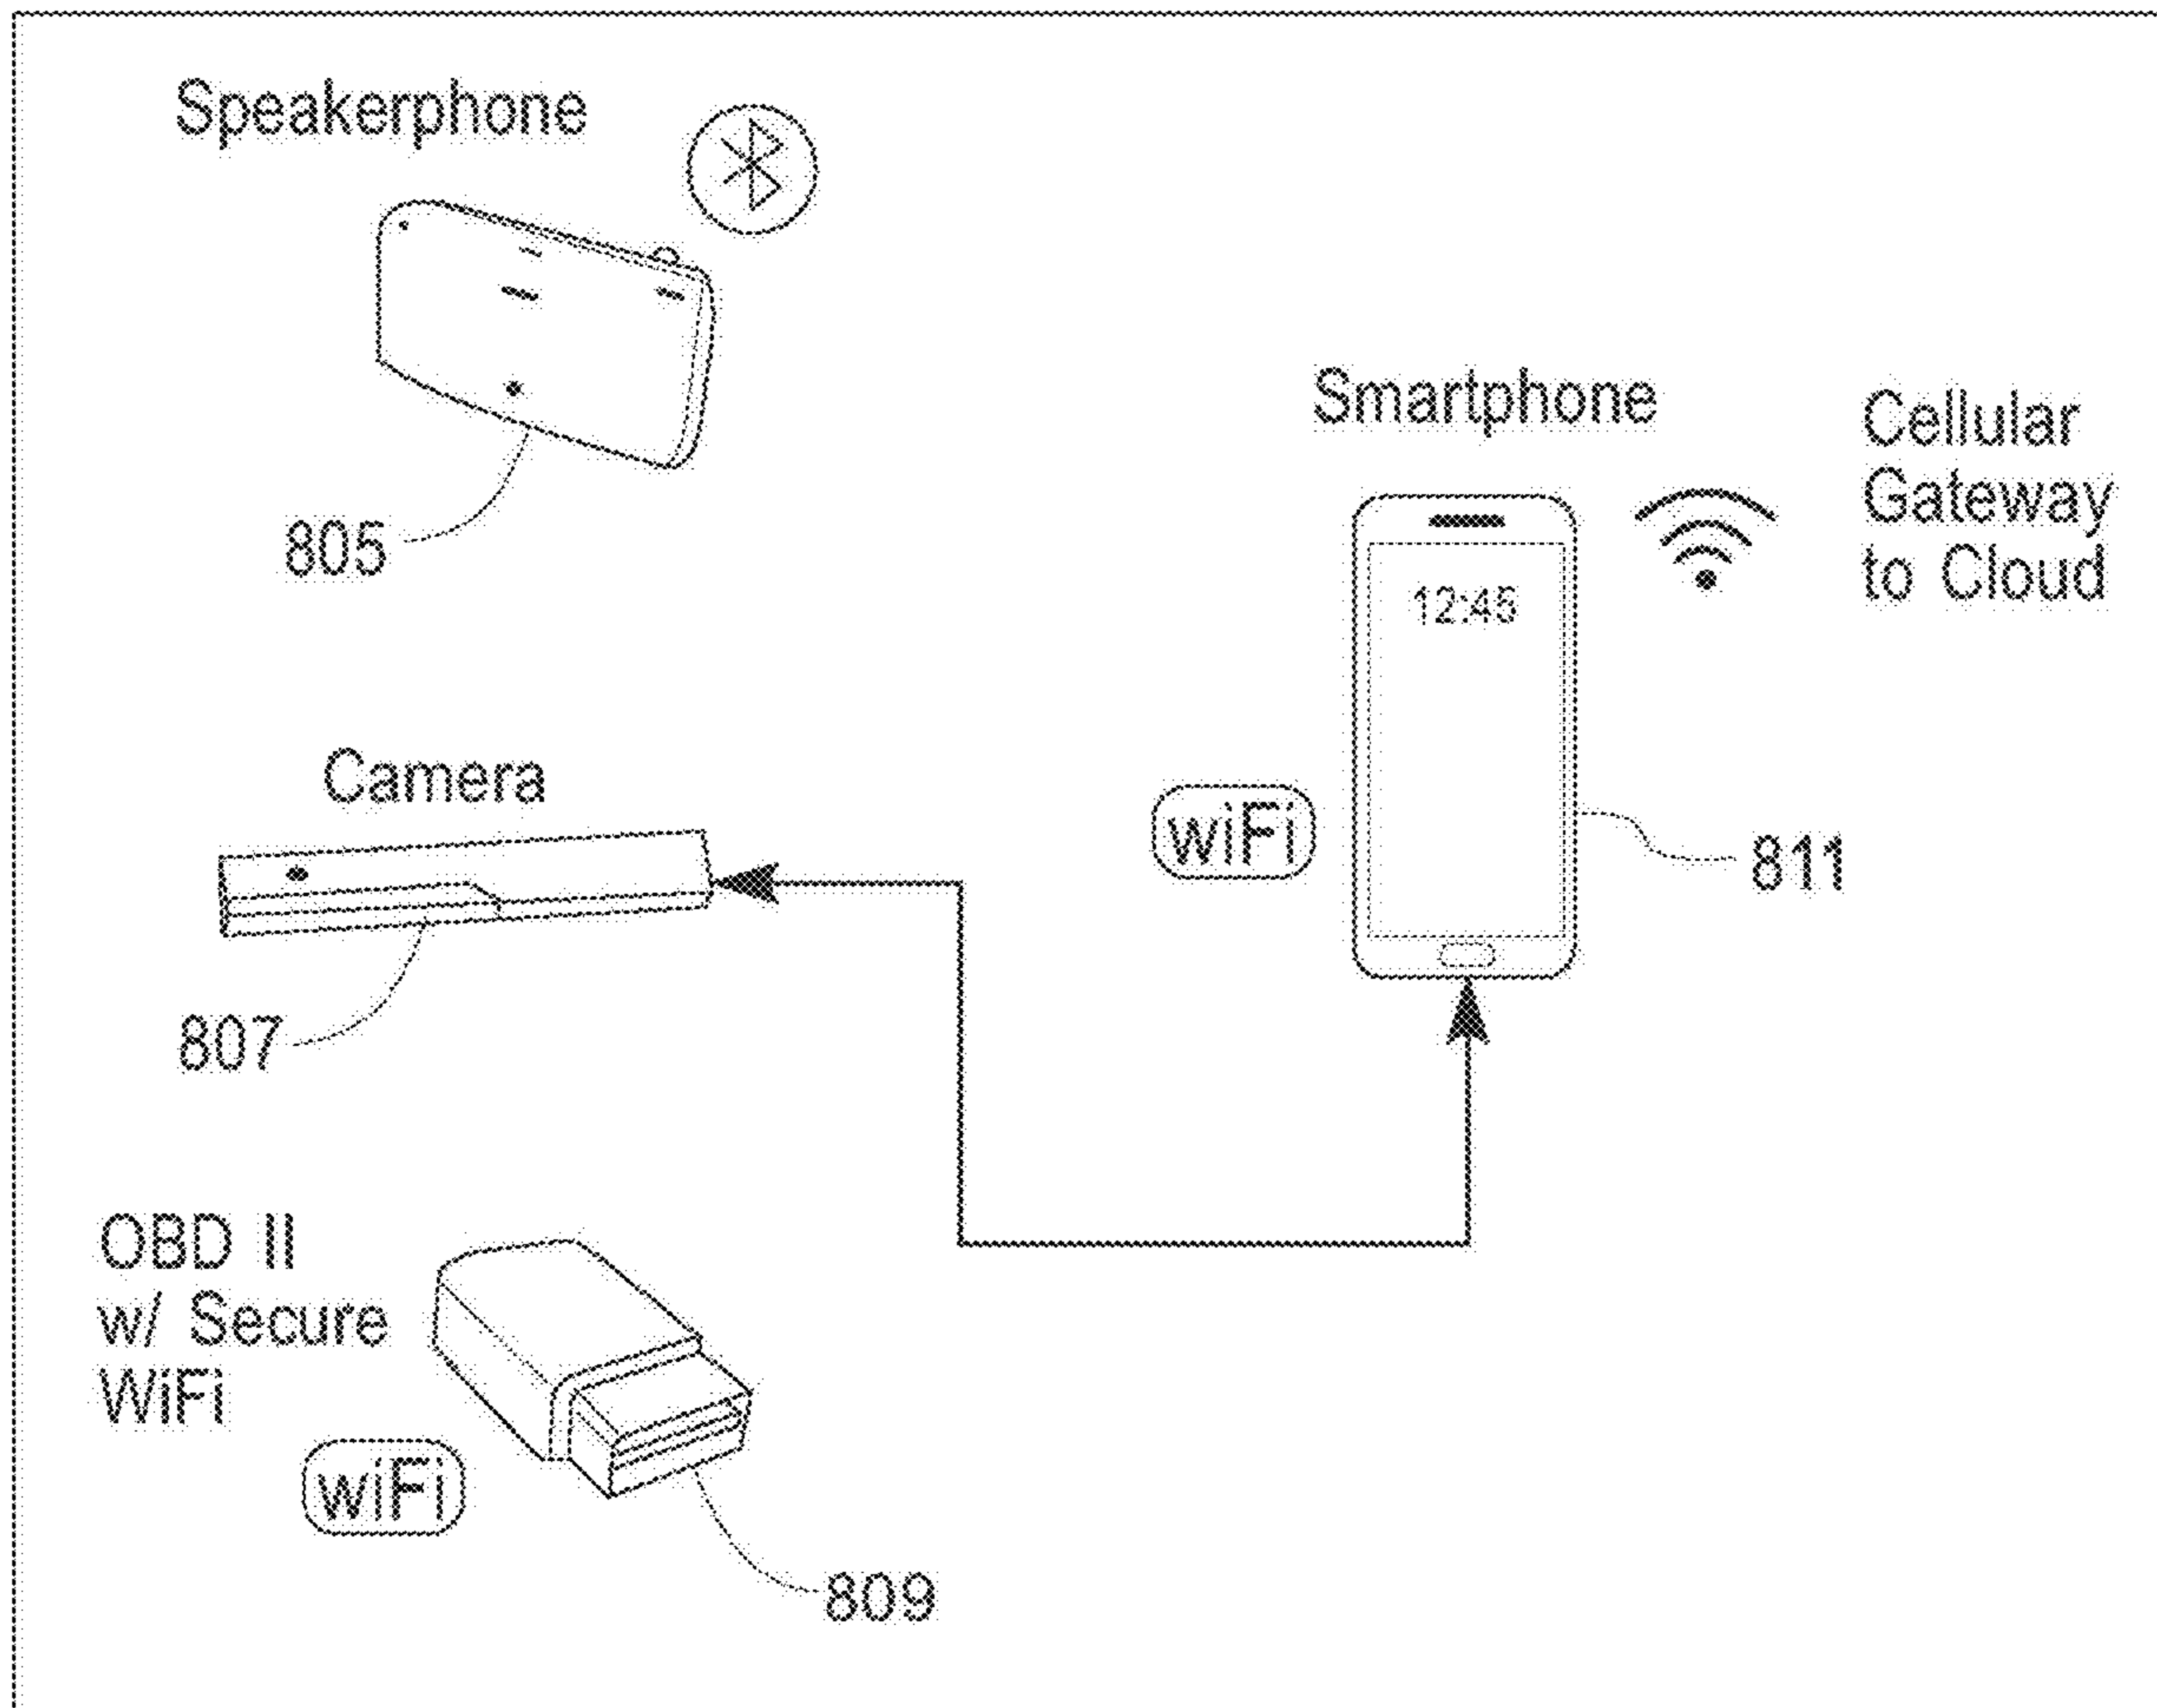 Speakerphone
805
Smartphone
Cellular
Gateway
to Cloud
12:45
wiFi
811
Camera
807
OBD II
w/ Secure
WiFi
wiFi
809